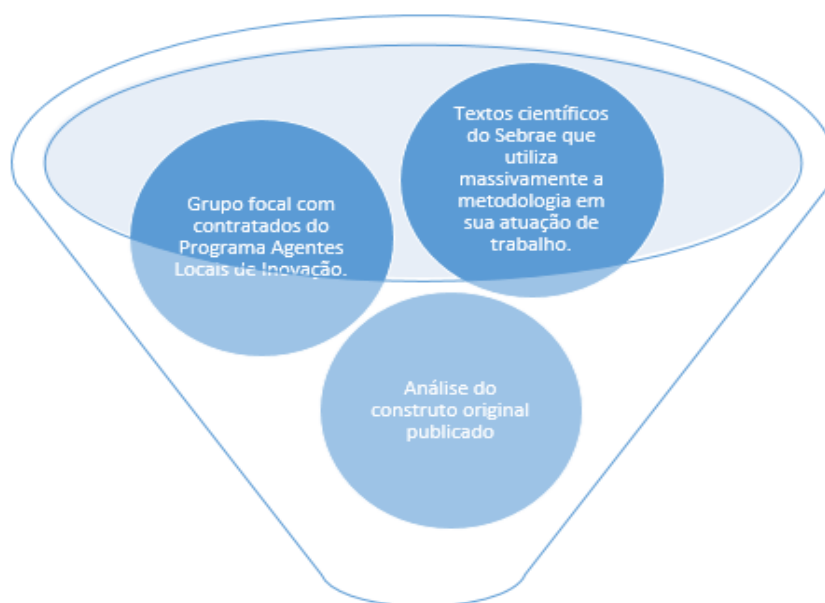 Textos científicos
do Sebrae que
utiliza
massivamente a
metodologia em
sua atuação de
trabalho.
Grupo focal com
contratados do
Programa Agentes
Locais de Inovação.
Análise do
construto original
publicado